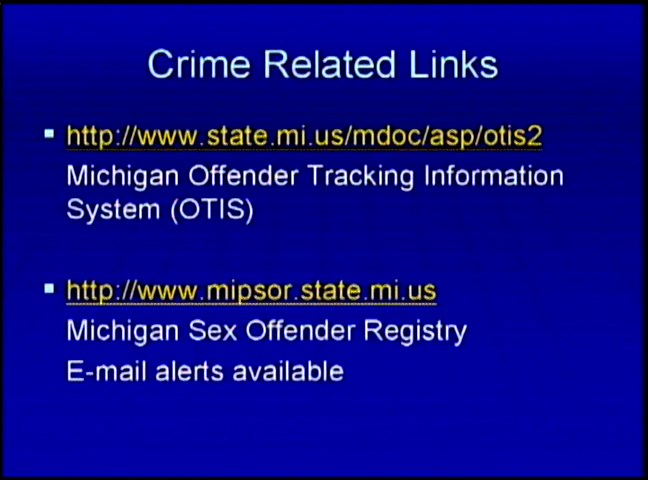 Crime Related Links
http://www.state.mi.us/mdoc/asp/otis2
Michigan Offender Tracking Information
System (OTIS)
http://www.mipsor.state.mi.us
Michigan Sex Offender Registry
E-mail alerts available